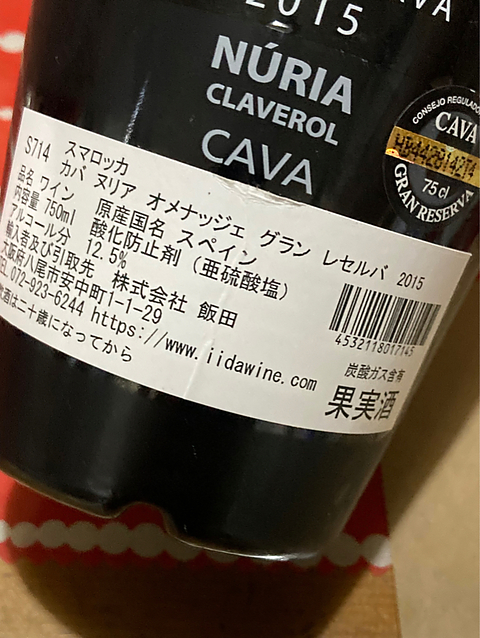 2015
NÚRIA
CLAVEROL
CAVA
CONSEJO REGULADOR
CAVA
75 cl
GRAN RESERVA
S714 スマロッカ
カバ ヌリア オメナッジェ グラン レセルバ 2015
品名 ワイン 原産国名 スペイン
内容量 750ml 酸化防止剤(亜硫酸塩)
アルコール分 12.5%
輸入者及び引取先 株式会社 飯田
大阪府八尾市安中町1-1-29
TEL.072-923-6244 https://www.iidawine.com
飲酒は二十歳になってから
4532118017145
炭酸ガス含有
果実酒